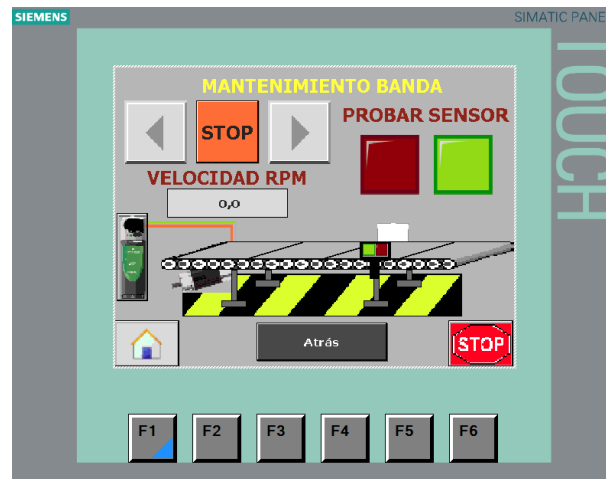 SIEMENS
SIMATIC PANE
TOUCH
MANTENIMIENTO BANDA
STOP
PROBAR SENSOR
VELOCIDAD RPM
0,0
Atrás
STOP
F1 F2 F3 F4 F5 F6